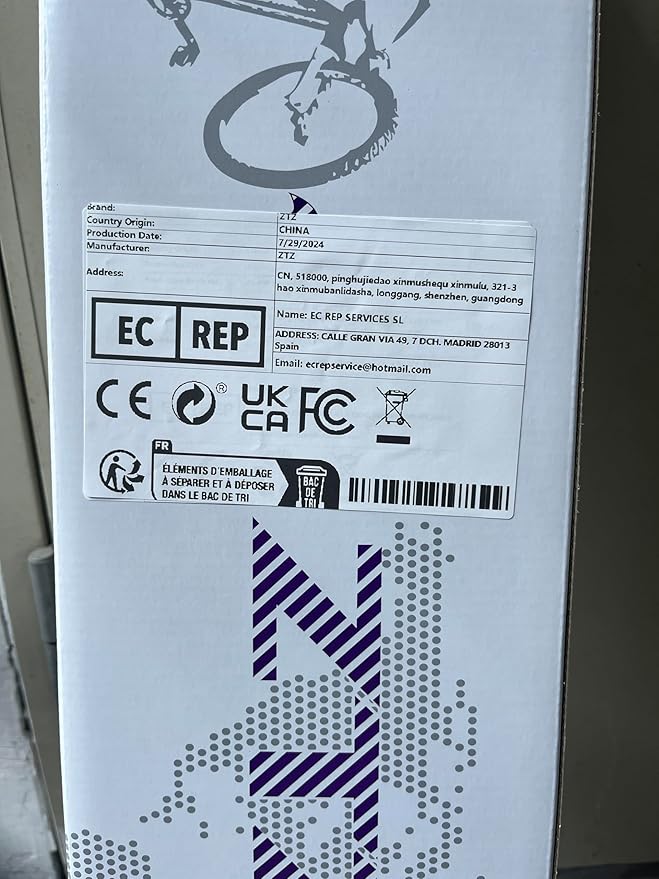 Brand: ZTZ
Country Origin: CHINA
Production Date: 7/29/2024
Manufacturer: ZTZ
Address: CN, 518000, pinghujiedao xinmushequ xinmulu, 321-3
hao xinmubanlidasha, longgang, shenzhen, guangdong
EC REP
Name: EC REP SERVICES SL
ADDRESS: CALLE GRAN VIA 49, 7 DCH. MADRID 28013
Spain
Email: ecrepservice@hotmail.com
CE ® UK
CA FC
FR
ÉLÉMENTS D'EMBALLAGE
À SÉPARER ET À DÉPOSER
DANS LE BAC DE TRI
BAC
DE
TRI
ZTZ